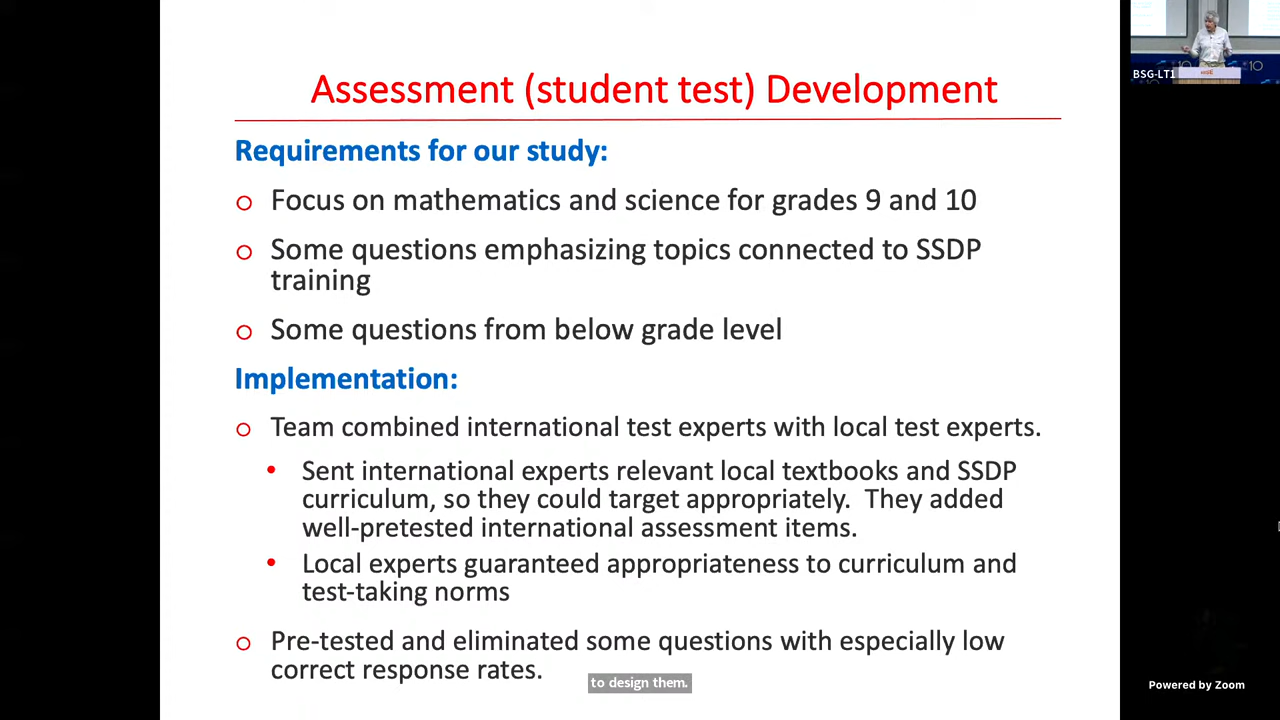 Assessment (student test) Development
Requirements for our study:
Focus on mathematics and science for grades 9 and 10
Some questions emphasizing topics connected to SSDP
training
Some questions from below grade level
Implementation:
Team combined international test experts with local test experts.
Sent international experts relevant local textbooks and SSDP
curriculum, so they could target appropriately. They added
well-pretested international assessment items.
Local experts guaranteed appropriateness to curriculum and
test-taking norms
Pre-tested and eliminated some questions with especially low
correct response rates.
to design them.
BSG-LT1
10
RISE
10
Powered by Zoom